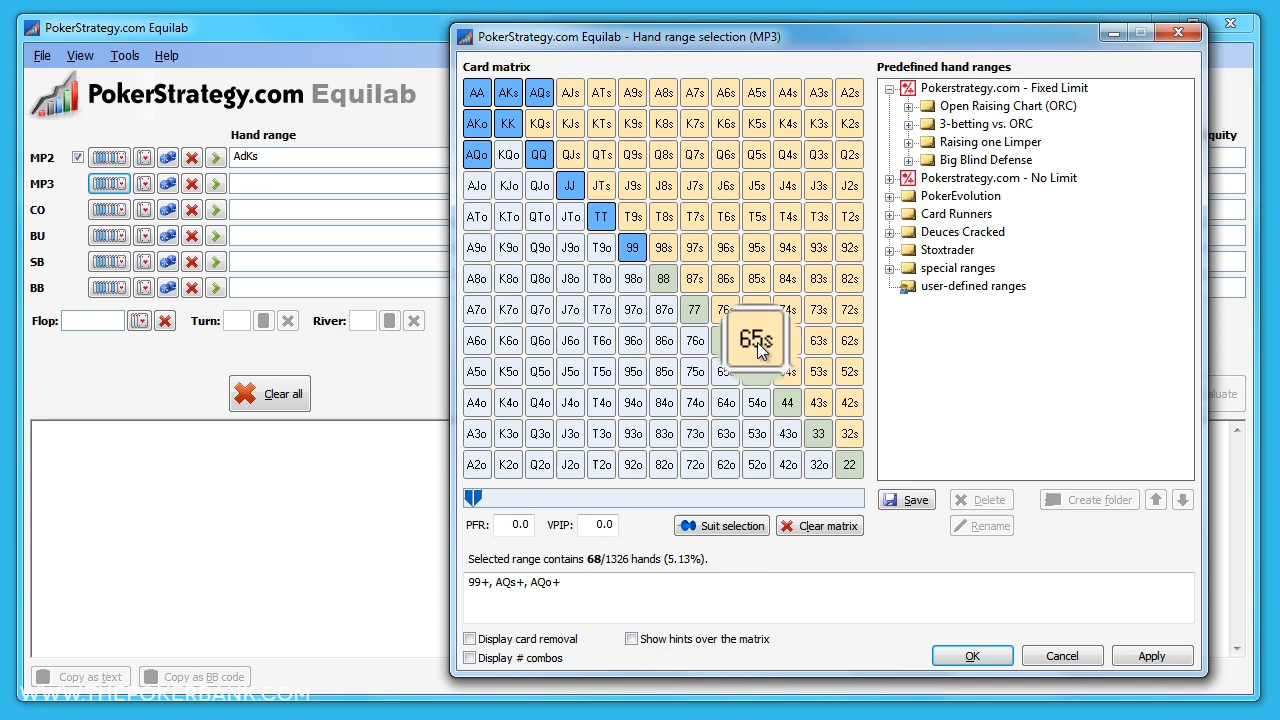 PokerStrategy.com Equilab
File View Tools Help
PokerStrategy.com Equilab
Hand range
Equity
MP2 AdKs
MP3
CO
BU
SB
BB
Flop: Turn: River:
Clear all
Copy as text Copy as BB code
WWW.THEPOKERBANK.COM
PokerStrategy.com Equilab - Hand range selection (MP3)
Card matrix
AA AKs AQs AJs ATs A9s A8s A7s A6s A5s A4s A3s A2s
AKo KK KQs KJs KTs K9s K8s K7s K6s K5s K4s K3s K2s
AQo KQo QQ QJs QTs Q9s Q8s Q7s Q6s Q5s Q4s Q3s Q2s
AJo KJo QJo JJ JTs J9s J8s J7s J6s J5s J4s J3s J2s
ATo KTo QTo JTo TT T9s T8s T7s T6s T5s T4s T3s T2s
A9o K9o Q9o J9o T9o 99 98s 97s 96s 95s 94s 93s 92s
A8o K8o Q8o J8o T8o 98o 88 87s 86s 85s 84s 83s 82s
A7o K7o Q7o J7o T7o 97o 87o 77 76s 74s 73s 72s
A6o K6o Q6o J6o T6o 96o 86o 76o 65s 63s 62s
A5o K5o Q5o J5o T5o 95o 85o 75o 65o 54s 53s 52s
A4o K4o Q4o J4o T4o 94o 84o 74o 64o 54o 44 43s 42s
A3o K3o Q3o J3o T3o 93o 83o 73o 63o 53o 43o 33 32s
A2o K2o Q2o J2o T2o 92o 82o 72o 62o 52o 42o 32o 22
PFR: 0.0 VPIP: 0.0 Suit selection Clear matrix
Selected range contains 68/1326 hands (5.13%).
99+, AQs+, AQo+
Display card removal Show hints over the matrix
Display # combos
Predefined hand ranges
Pokerstrategy.com - Fixed Limit
Open Raising Chart (ORC)
3-betting vs. ORC
Raising one Limper
Big Blind Defense
Pokerstrategy.com - No Limit
PokerEvolution
Card Runners
Deuces Cracked
Stoxtrader
special ranges
user-defined ranges
Save Delete Create folder
Rename
OK Cancel Apply